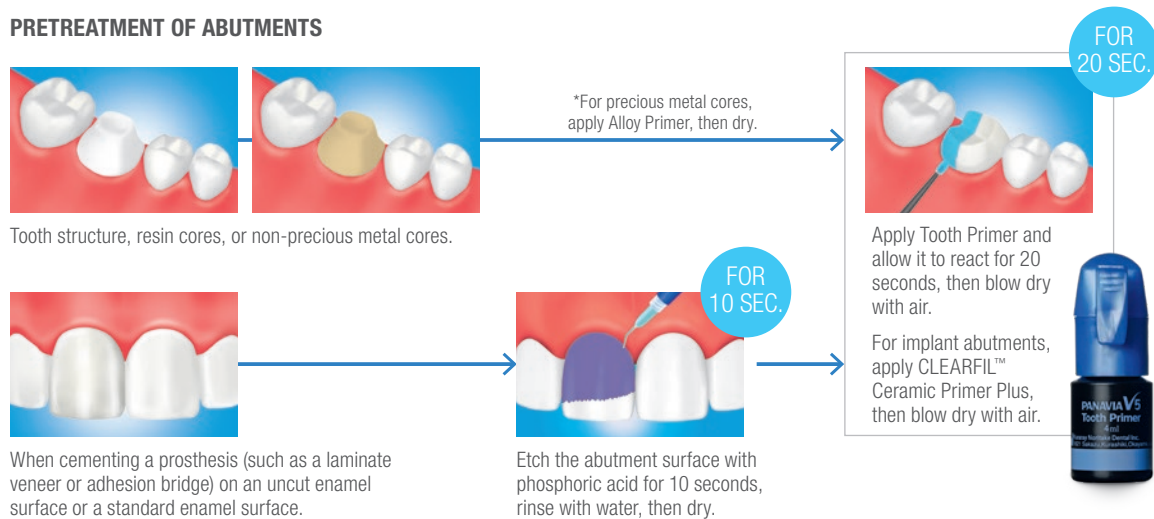 PRETREATMENT OF ABUTMENTS
*For precious metal cores,
apply Alloy Primer, then dry.
FOR
20 SEC.
Tooth structure, resin cores, or non-precious metal cores.
Apply Tooth Primer and
allow it to react for 20
seconds, then blow dry
with air.
For implant abutments,
apply CLEARFIL™
Ceramic Primer Plus,
then blow dry with air.
PANAVIA V5
Tooth Primer
4ml
Kuraray Noritake Dental Inc.
FOR
10 SEC.
When cementing a prosthesis (such as a laminate
veneer or adhesion bridge) on an uncut enamel
surface or a standard enamel surface.
Etch the abutment surface with
phosphoric acid for 10 seconds,
rinse with water, then dry.